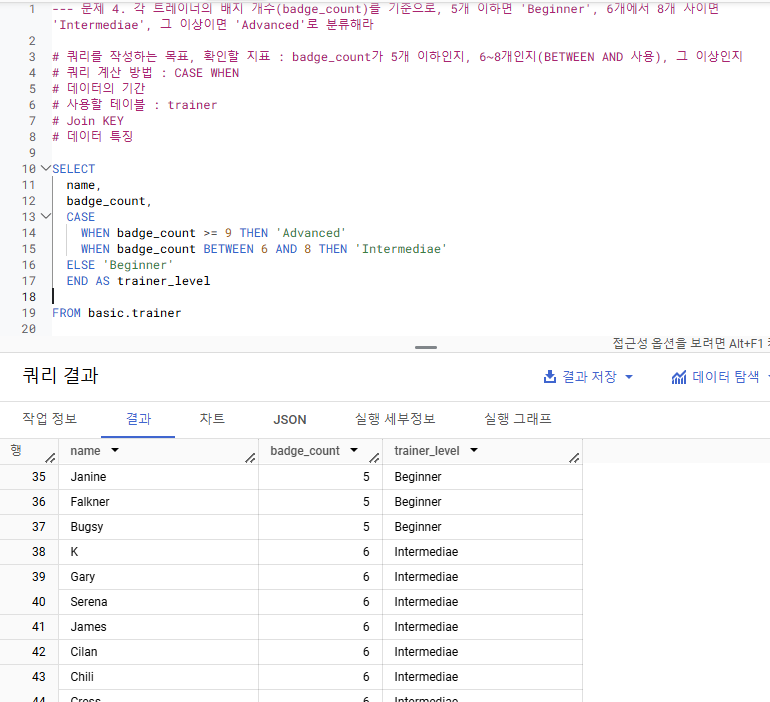 1 --- 문제 4. 각 트레이너의 배지 개수(badge_count)를 기준으로, 5개 이하면 'Beginner', 6개에서 8개 사이면
'Intermediae', 그 이상이면 'Advanced'로 분류해라
2
3 # 쿼리를 작성하는 목표, 확인할 지표 : badge_count가 5개 이하인지, 6~8개인지(BETWEEN AND 사용), 그 이상인지
4 # 쿼리 계산 방법 : CASE WHEN
5 # 데이터의 기간
6 # 사용할 테이블 : trainer
7 # Join KEY
8 # 데이터 특징
9
10 SELECT
11 name,
12 badge_count,
13 CASE
14 WHEN badge_count >= 9 THEN 'Advanced'
15 WHEN badge_count BETWEEN 6 AND 8 THEN 'Intermediae'
16 ELSE 'Beginner'
17 END AS trainer_level
18
19 FROM basic.trainer
20
접근성 옵션을 보려면 Alt+F1
쿼리 결과 결과 저장 데이터 탐색
작업 정보 결과 차트 JSON 실행 세부정보 실행 그래프
행 name badge_count trainer_level
35 Janine 5 Beginner
36 Falkner 5 Beginner
37 Bugsy 5 Beginner
38 K 6 Intermediae
39 Gary 6 Intermediae
40 Serena 6 Intermediae
41 James 6 Intermediae
42 Cilan 6 Intermediae
43 Chili 6 Intermediae
44 Cress 6 Intermediae